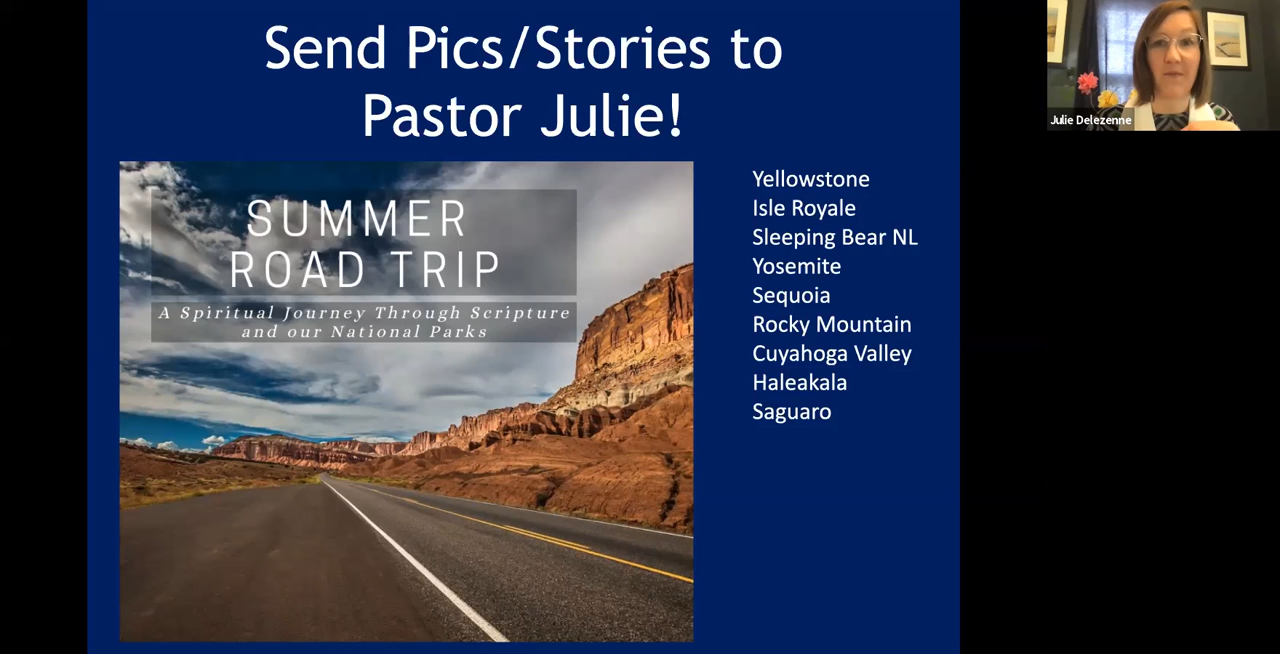 Send Pics/Stories to
Pastor Julie!
SUMMER
ROAD TRIP
A Spiritual Journey Through Scripture
and our National Parks
Yellowstone
Isle Royale
Sleeping Bear NL
Yosemite
Sequoia
Rocky Mountain
Cuyahoga Valley
Haleakala
Saguaro
Julie Delezenne